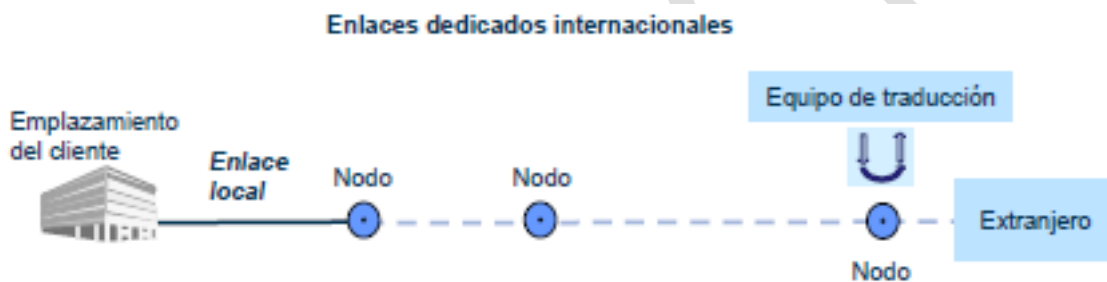 Enlaces dedicados internacionales
Equipo de traducción
Emplazamiento
del cliente
Enlace
local
Nodo
Nodo
Extranjero
Nodo